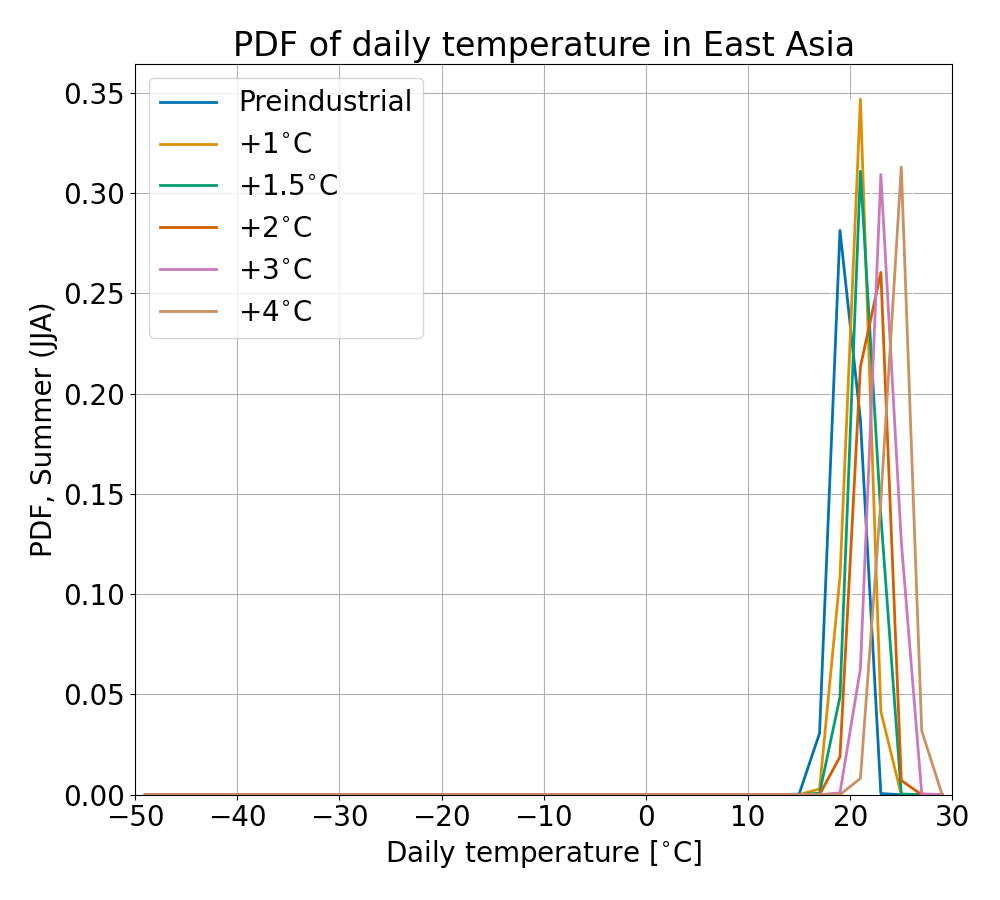 PDF of daily temperature in East Asia
PDF, Summer (JJA)
0.35
0.30
0.25
0.20
0.15
0.10
0.05
0.00
Preindustrial
+1°C
+1.5°C
+2°C
+3°C
+4°C
−50 −40 −30 −20 −10 0 10 20 30
Daily temperature [°C]